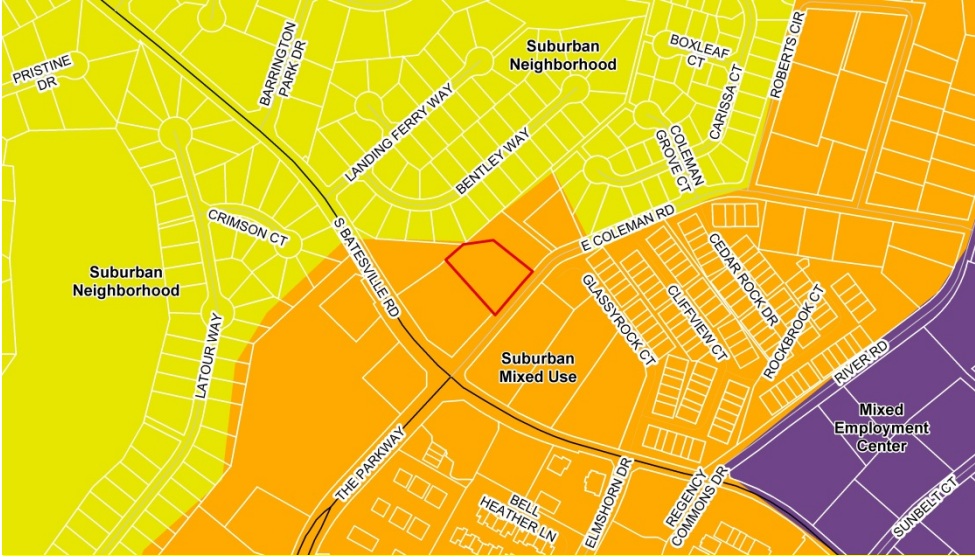 PRISTINE
DR
BARRINGTON
PARK DR
Suburban
Neighborhood
BOXLEAF
CT
ROBERTS CIR
CARISSA CT
LANDING FERRY WAY
BENTLEY WAY
COLEMAN
GROVE CT
CRIMSON CT
S BATESVILLE RD
E COLEMAN RD
Suburban
Neighborhood
LATOUR WAY
GLASSYROCK CT
CLIFFVIEW CT
CEDAR ROCK DR
ROCKBROOK CT
Suburban
Mixed Use
RIVER RD
Mixed
Employment
Center
THE PARKWAY
BELL
HEATHER LN
ELMSHORN DR
REGENCY
COMMONS DR
SUNBELT CT